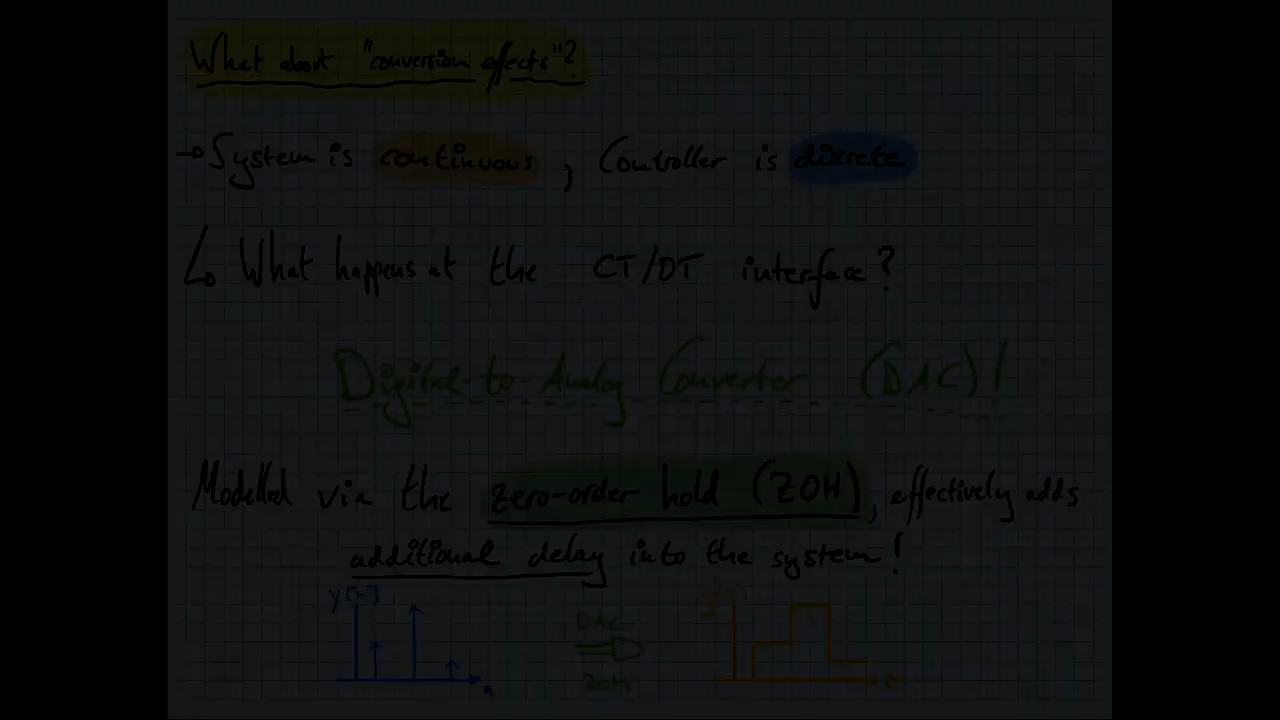 What about "conversion effects"?
→ System is continuous, Controller is discrete
↳ What happens at the CT/DT interface?
Digital-to-Analog Converter (DAC)!
Modelled via the zero-order hold (ZOH), effectively adds
additional delay into the system!
y[n]
DAC
ZOH
n
t